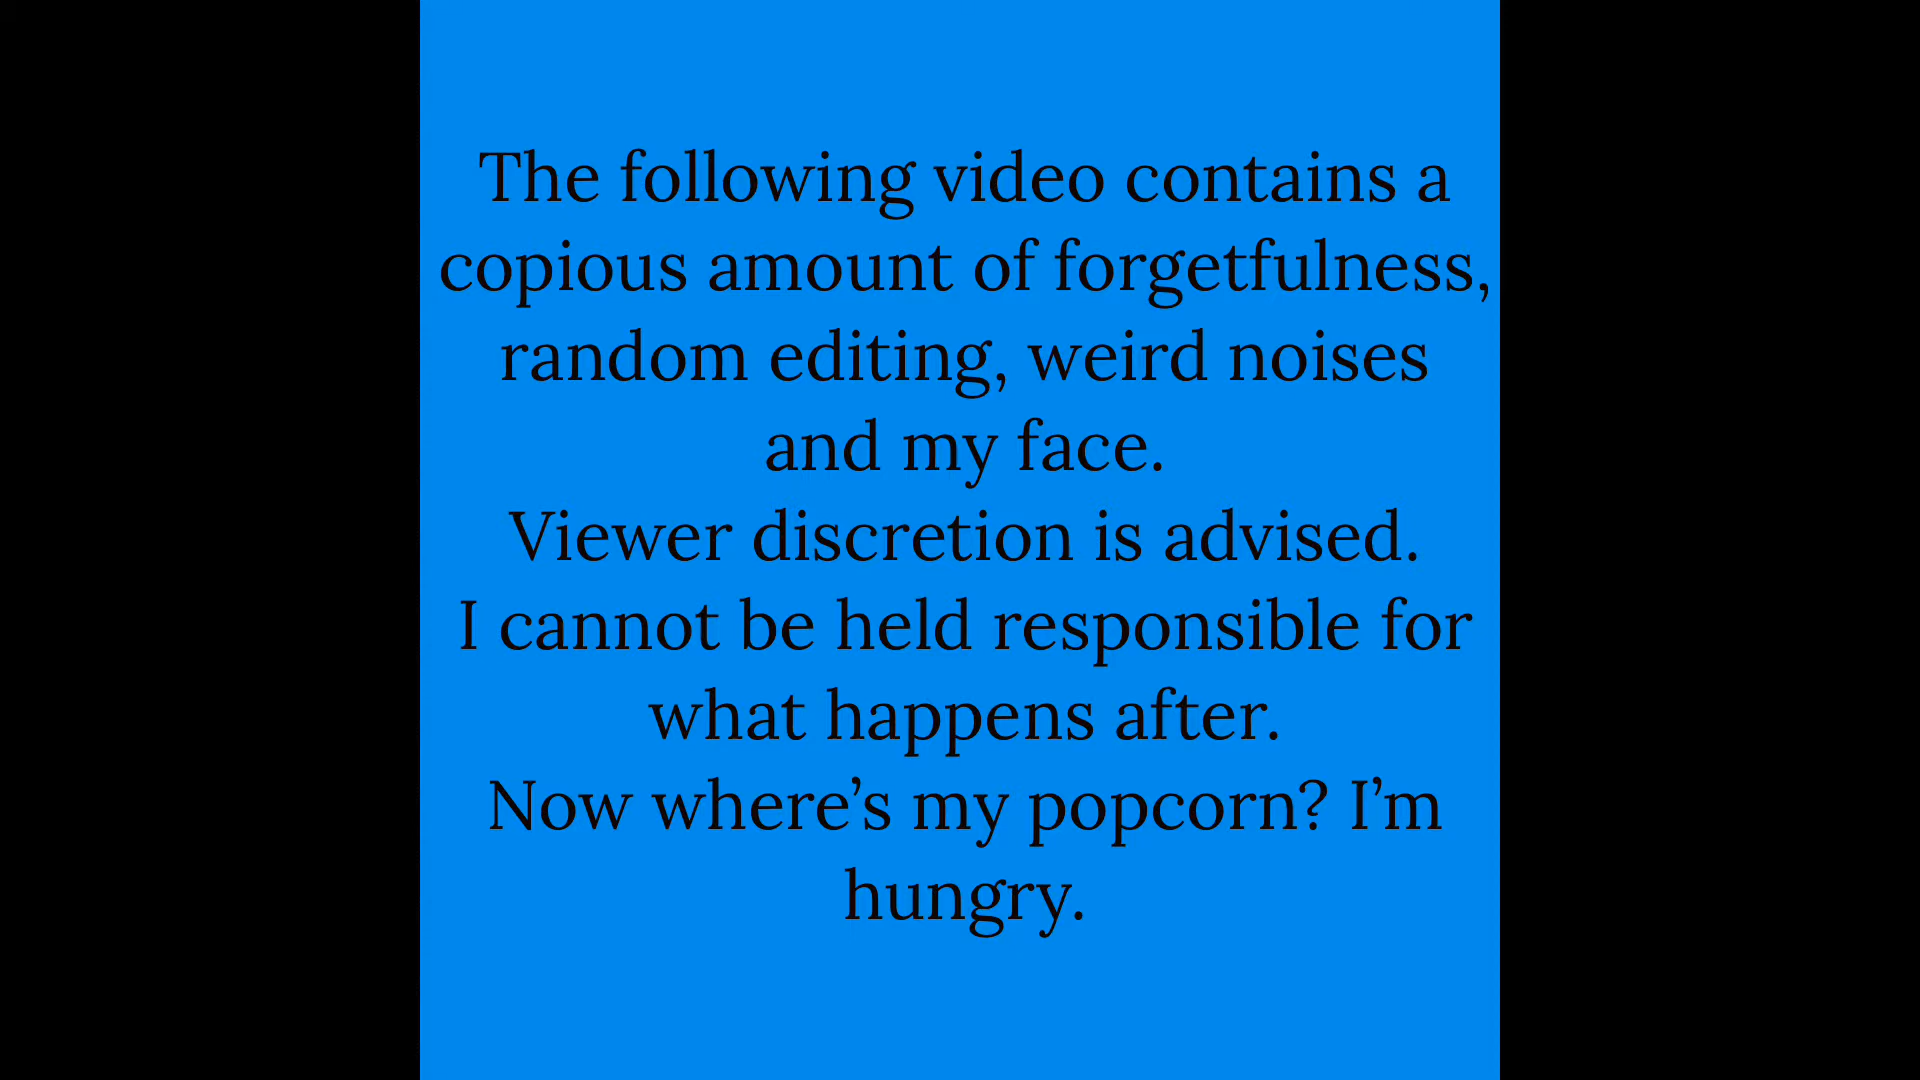 The following video contains a
copious amount of forgetfulness,
random editing, weird noises
and my face.
Viewer discretion is advised.
I cannot be held responsible for
what happens after.
Now where’s my popcorn? I’m
hungry.